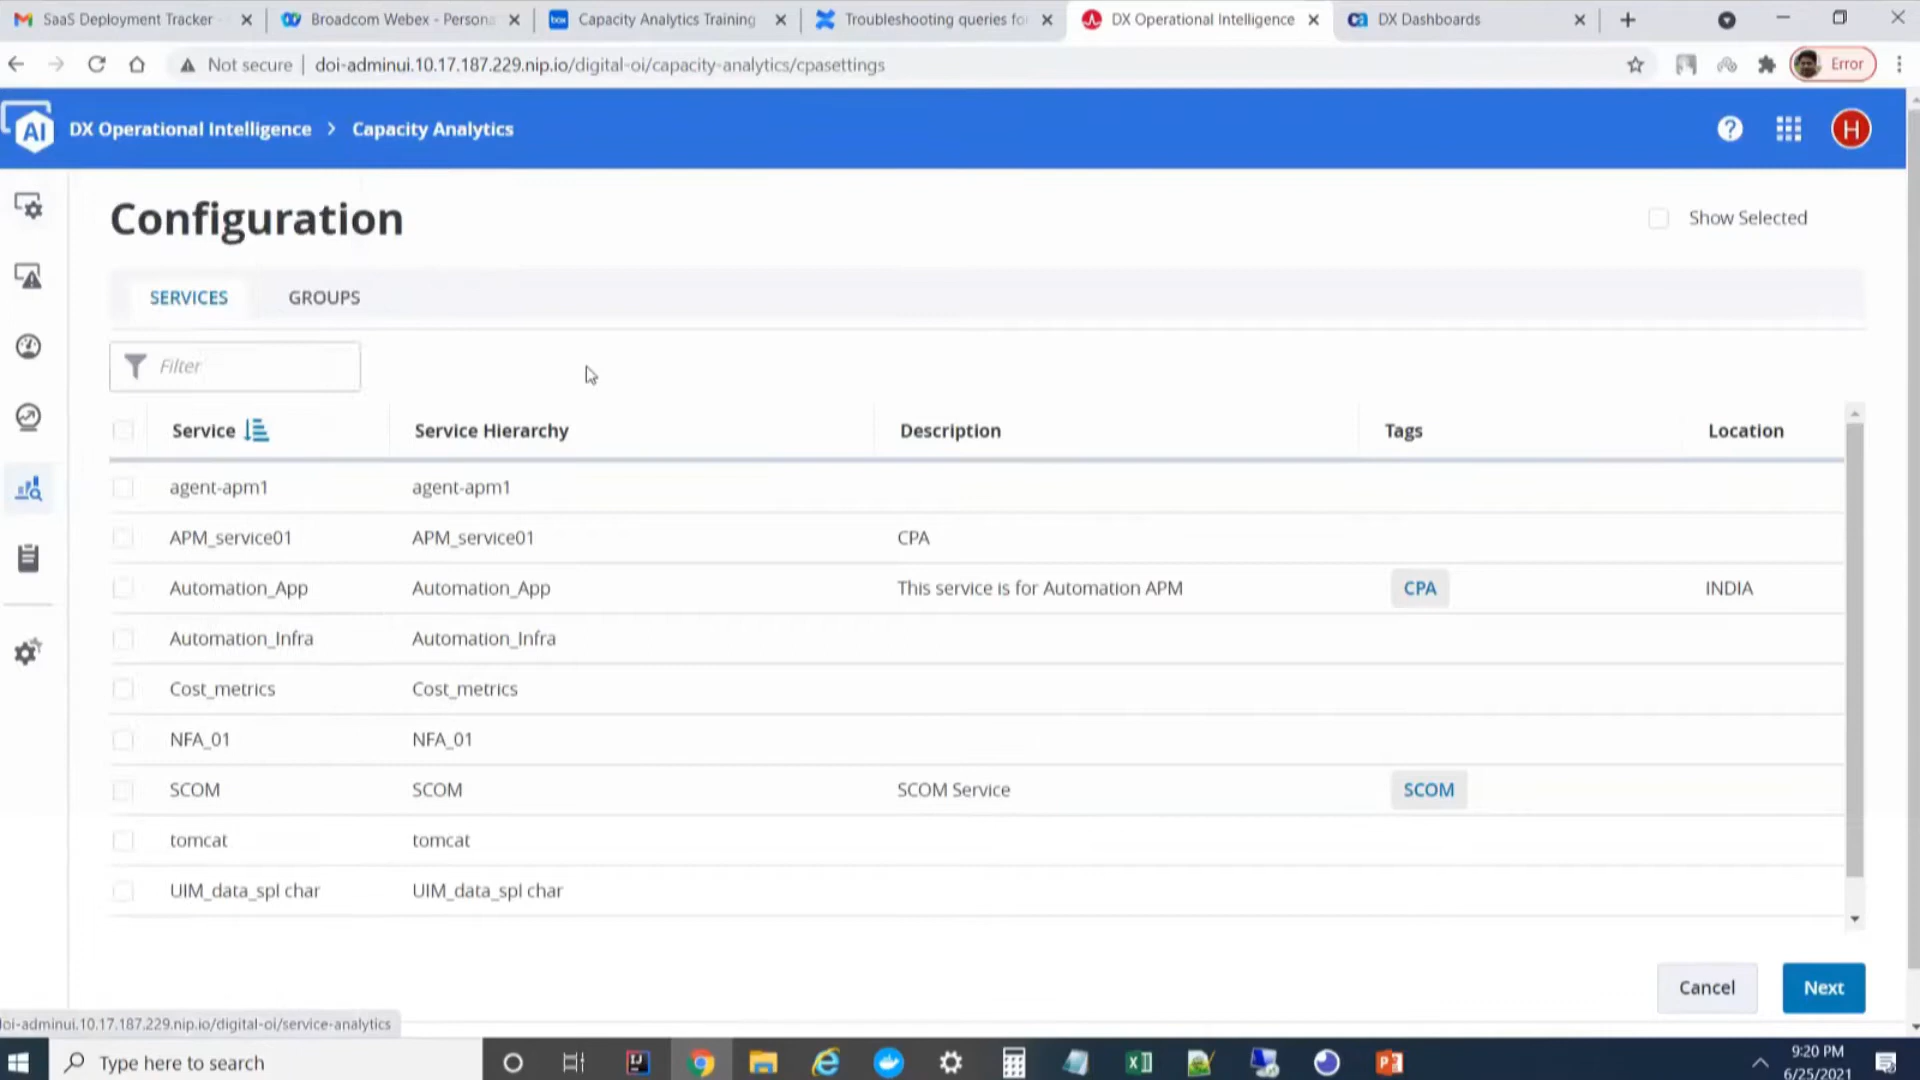 SaaS Deployment Tracker
Broadcom Webex - Persona
box Capacity Analytics Training
Troubleshooting queries for
DX Operational Intelligence
ca DX Dashboards
Not secure doi-adminui.10.17.187.229.nip.io/digital-oi/capacity-analytics/cpasettings
Error
AI DX Operational Intelligence > Capacity Analytics
? H
Configuration
Show Selected
SERVICES GROUPS
Filter
Service Service Hierarchy Description Tags Location
agent-apm1 agent-apm1
APM_service01 APM_service01 CPA
Automation_App Automation_App This service is for Automation APM CPA INDIA
Automation_Infra Automation_Infra
Cost_metrics Cost_metrics
NFA_01 NFA_01
SCOM SCOM SCOM Service SCOM
tomcat tomcat
UIM_data_spl char UIM_data_spl char
Cancel Next
doi-adminui.10.17.187.229.nip.io/digital-oi/service-analytics
Type here to search
9:20 PM
6/25/2021